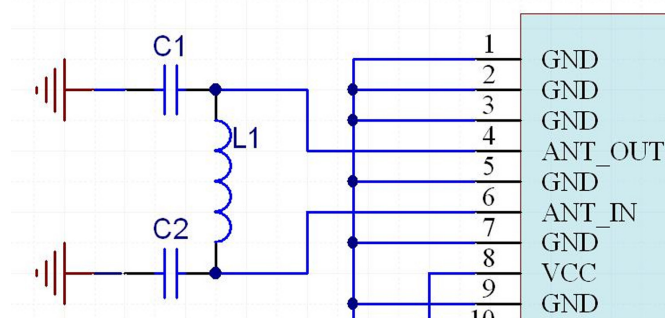 C1
L1
C2
1 GND
2 GND
3 GND
4 ANT_OUT
5 GND
6 ANT_IN
7 GND
8 VCC
9 GND
10